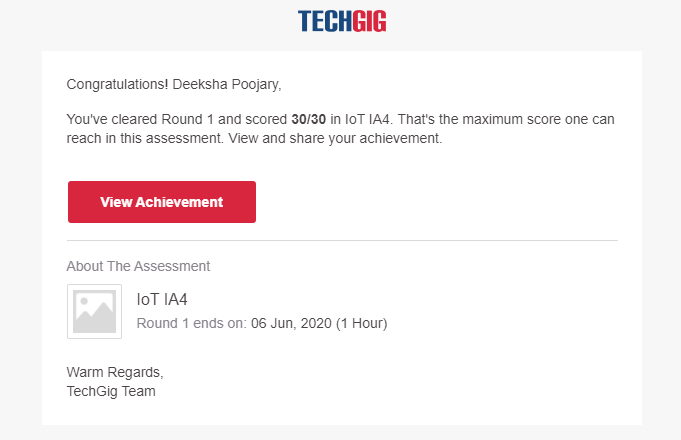 TECHGIG
Congratulations! Deeksha Poojary,
You've cleared Round 1 and scored 30/30 in IoT IA4. That's the maximum score one can
reach in this assessment. View and share your achievement.
View Achievement
About The Assessment
IoT IA4
Round 1 ends on: 06 Jun, 2020 (1 Hour)
Warm Regards,
TechGig Team